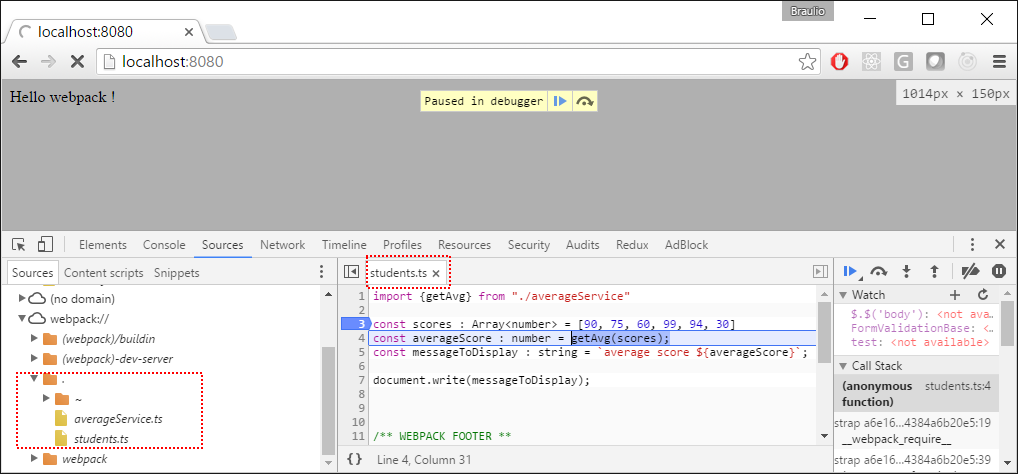 Braulio
localhost:8080
localhost:8080
Hello webpack !
Paused in debugger
1014px × 150px
Elements Console Sources Network Timeline Profiles Resources Security Audits Redux AdBlock
Sources Content scripts Snippets
(no domain)
webpack://
(webpack)/buildin
(webpack)-dev-server
.
~
averageService.ts
students.ts
webpack
students.ts
1 import {getAvg} from "./averageService"
2
3 const scores : Array<number> = [90, 75, 60, 99, 94, 30]
4 const averageScore : number = getAvg(scores);
5 const messageToDisplay : string = `average score ${averageScore}`;
6
7 document.write(messageToDisplay);
8
9
10
11 /** WEBPACK FOOTER **
{} Line 4, Column 31
Watch
$.$('body'): <not ava…
FormValidationBase: <…
test: <not available>
Call Stack
(anonymous function) students.ts:4
strap a6e16…4384a6b20e5:19
__webpack_require__
strap a6e16…4384a6b20e5:39